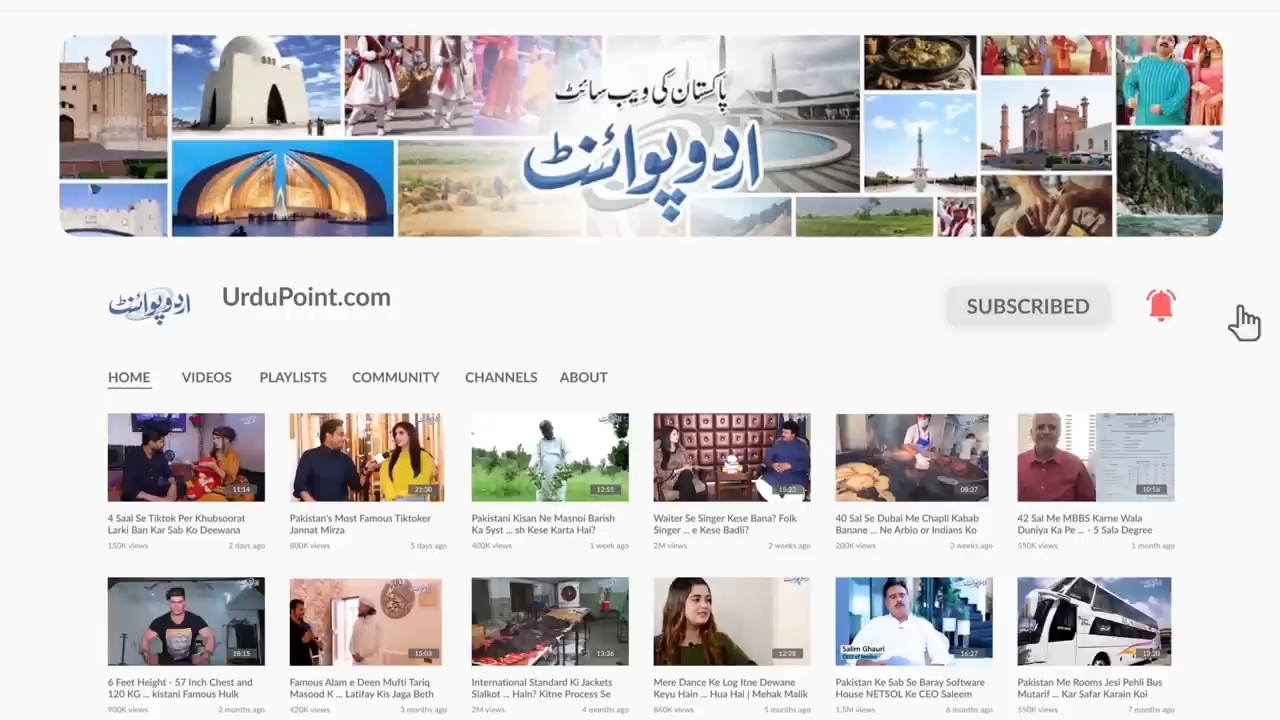 پاکستان کی ویب سائٹ
اردوپوائنٹ
اردوپوائنٹ
UrduPoint.com
SUBSCRIBED
HOME VIDEOS PLAYLISTS COMMUNITY CHANNELS ABOUT
11:14
21:30
12:55
15:23
08:37
10:58
4 Saal Se Tiktok Per Khubsoorat
Larki Ban Kar Sab Ko Deewana
150K views 2 days ago
Pakistan's Most Famous Tiktoker
Jannat Mirza
800K views 5 days ago
Pakistani Kisan Ne Masnoi Barish
Ka Syst ... sh Kese Karta Hai?
400K views 1 week ago
Waiter Se Singer Kese Bana? Folk
Singer ... e Kese Badli?
2M views 2 weeks ago
40 Sal Se Dubai Me Chapli Kabab
Banane ... Ne Arbio or Indians Ko
200K views 3 weeks ago
42 Sal Me MBBS Karne Wala
Duniya Ka Pe ... - 5 Sala Degree
550K views 1 month ago
18:15
15:03
13:36
12:28
Salim Ghauri
16:27
13:20
6 Feet Height - 57 Inch Chest and
120 KG ... kistani Famous Hulk
900K views 2 months ago
Famous Alam e Deen Mufti Tariq
Masood K ... Latifay Kis Jaga Beth
420K views 3 months ago
International Standard Ki Jackets
Sialkot ... Hain? Kitne Process Se
2M views 4 months ago
Mere Dance Ke Log Itne Dewane
Keyu Hain ... Hua Hai | Mehak Malik
860K views 5 months ago
Pakistan Ke Sab Se Baray Software
House NETSOL Ke CEO Saleem
1.5M views 6 months ago
Pakistan Me Rooms Jesi Pehli Bus
Mutarif ... Kar Safar Karain Koi
550K views 7 months ago